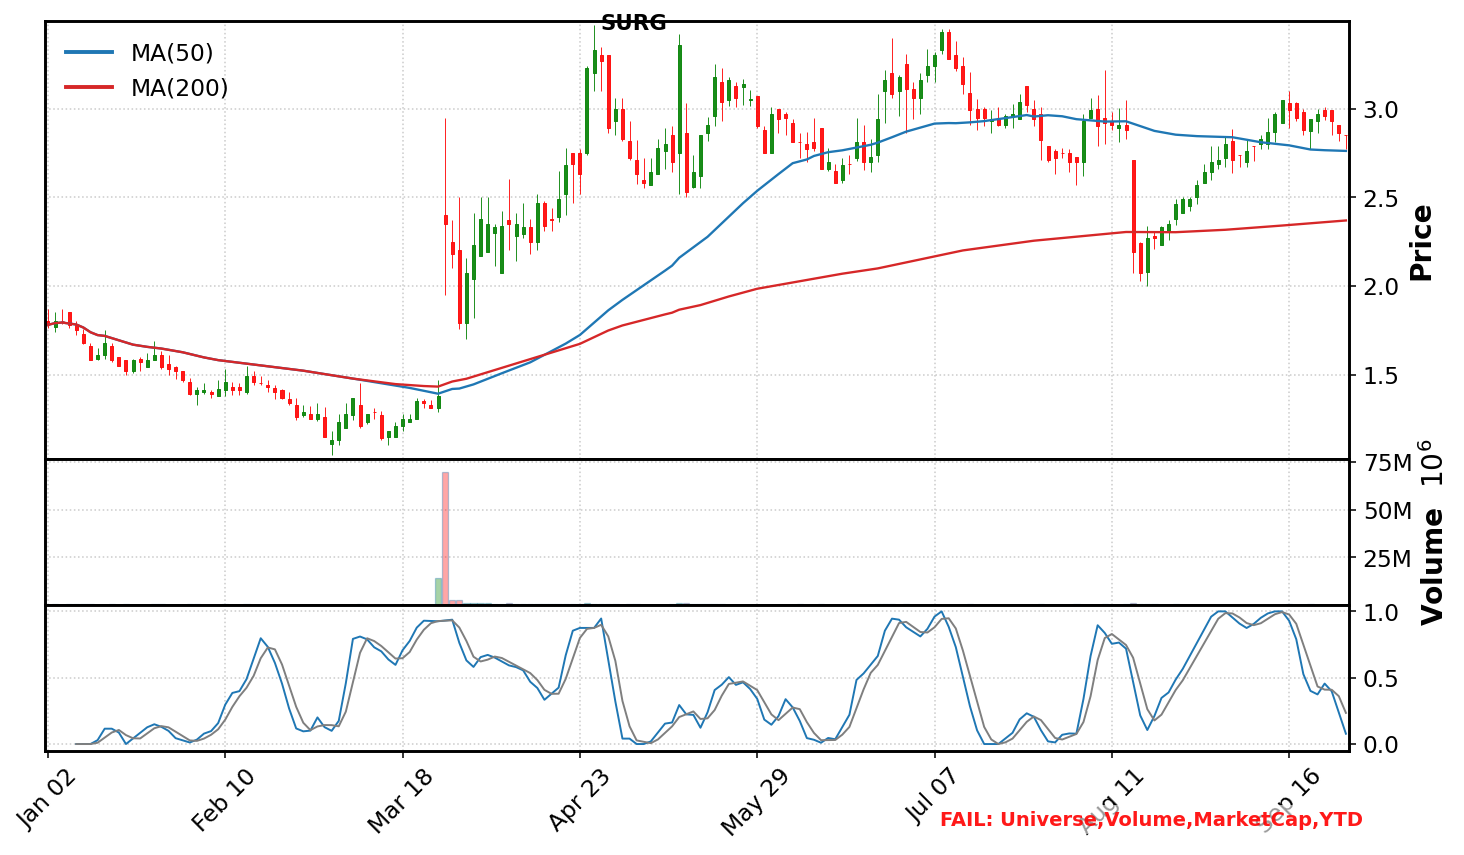 SURG
MA(50)
MA(200)
3.0
2.5
2.0
1.5
Price
75M
50M
25M
Volume 10^6
1.0
0.5
0.0
Jan 02
Feb 10
Mar 18
Apr 23
May 29
Jul 07
Aug 11
Sep 16
FAIL: Universe,Volume,MarketCap,YTD